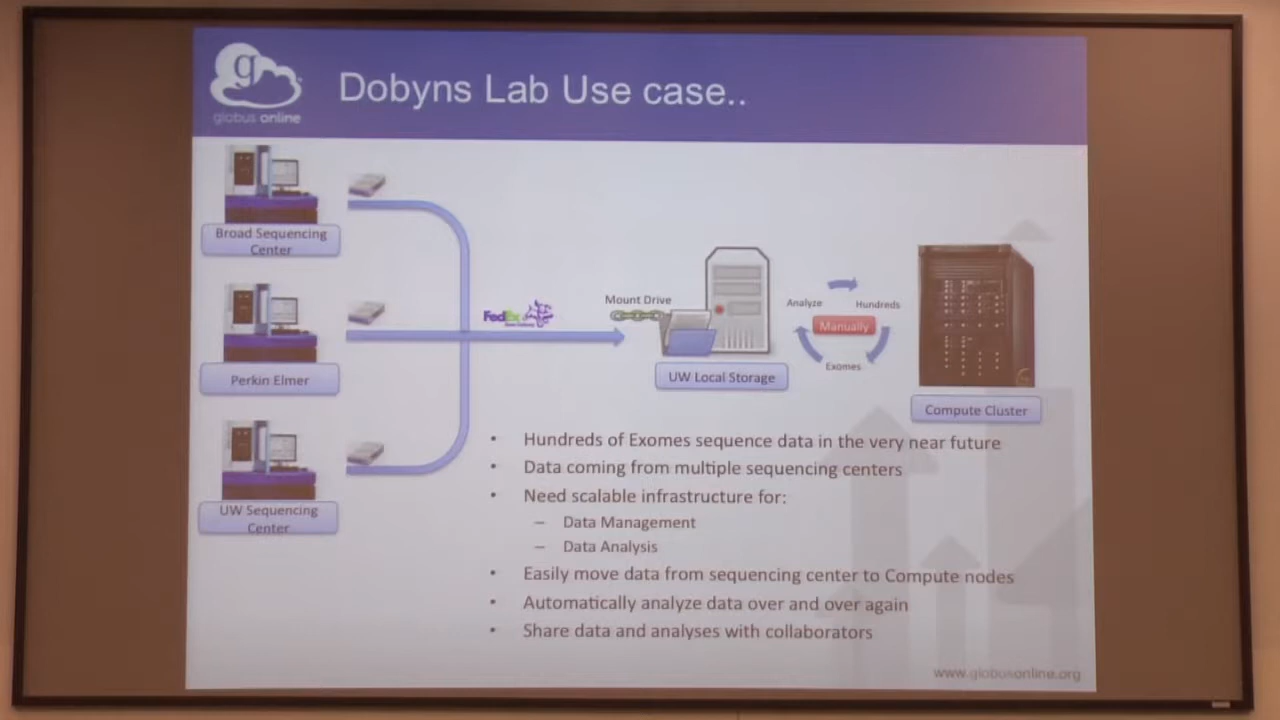 g
globus online
Dobyns Lab Use case..
Broad Sequencing
Center
Perkin Elmer
UW Sequencing
Center
FedEx
Mount Drive
UW Local Storage
Analyze
Hundreds
Manually
Exomes
Compute Cluster
• Hundreds of Exomes sequence data in the very near future
• Data coming from multiple sequencing centers
• Need scalable infrastructure for:
– Data Management
– Data Analysis
• Easily move data from sequencing center to Compute nodes
• Automatically analyze data over and over again
• Share data and analyses with collaborators
www.globusonline.org